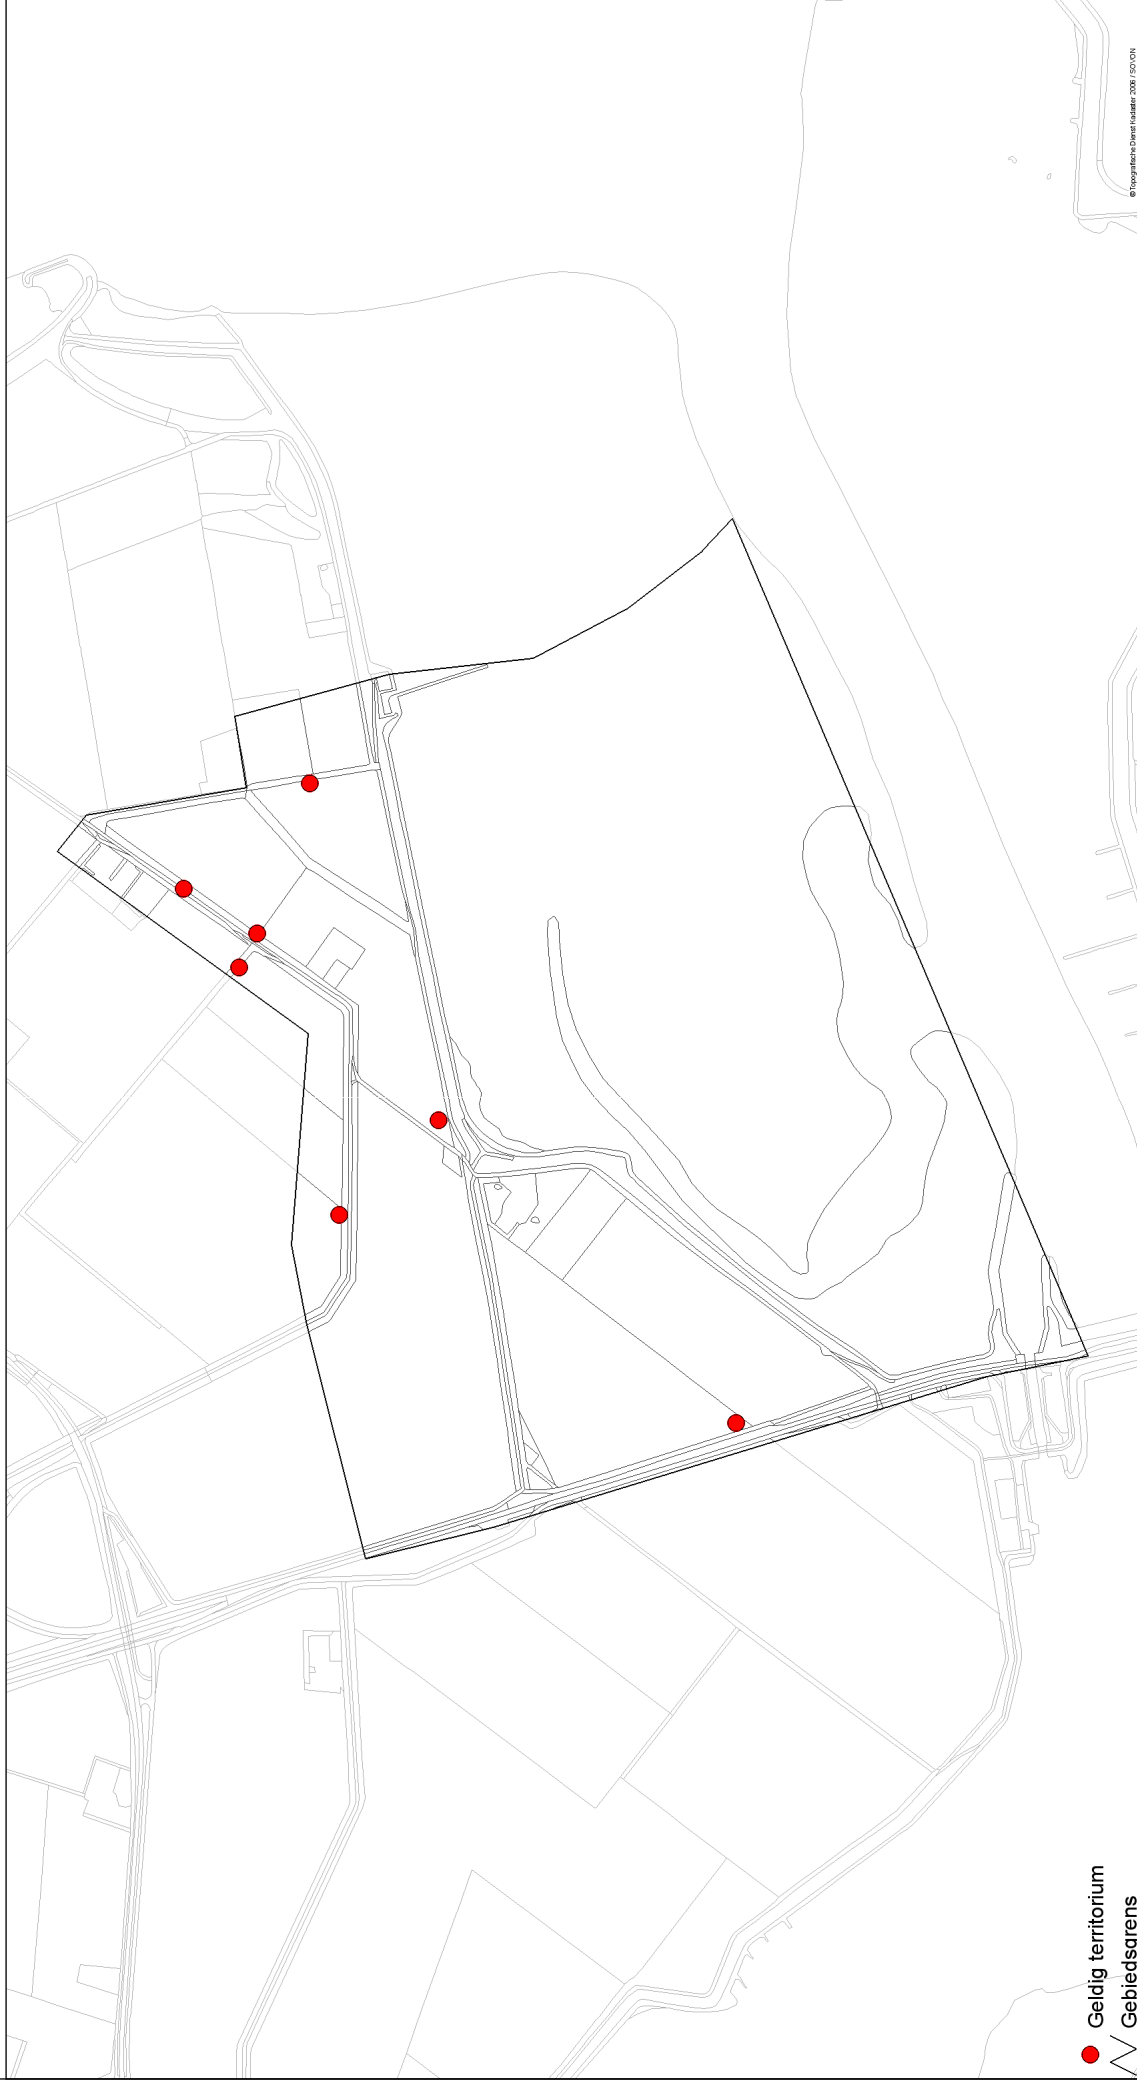 Geldig territorium
Gebiedsgrens
© Topografische Dienst Kadaster 2006 / SOVON